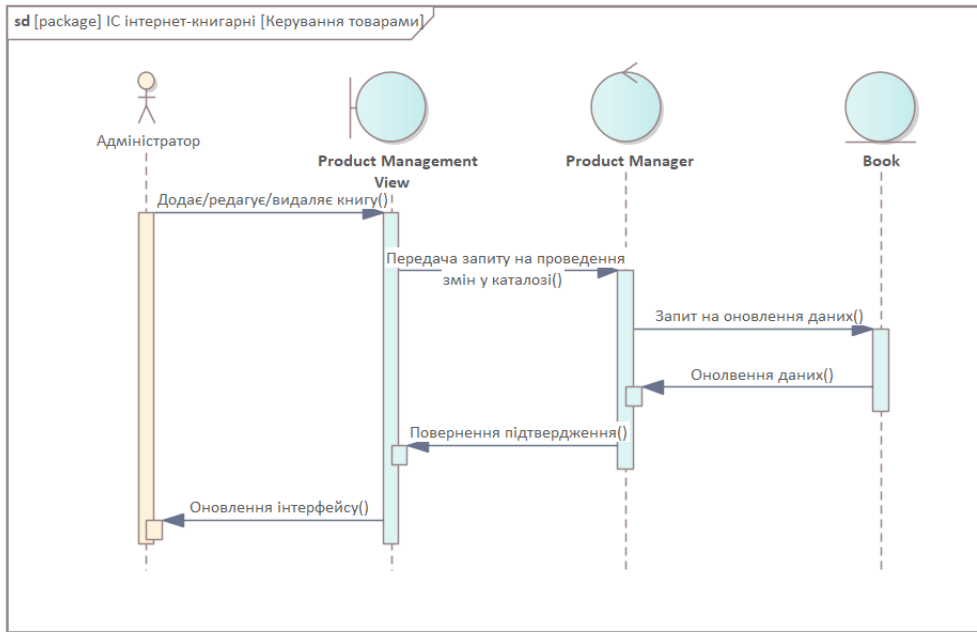 sd [package] ІС інтернет-книгарні [Керування товарами]
Адміністратор
Product Management
View
Product Manager
Book
Додає/редагує/видаляє книгу()
Передача запиту на проведення
змін у каталозі()
Запит на оновлення даних()
Онолвення даних()
Повернення підтвердження()
Оновлення інтерфейсу()